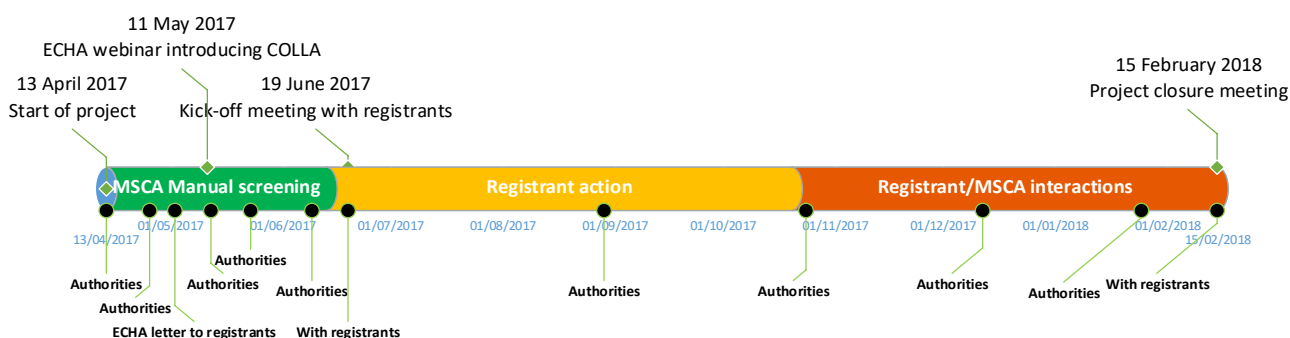 11 May 2017
ECHA webinar introducing COLLA
13 April 2017
Start of project
19 June 2017
Kick-off meeting with registrants
15 February 2018
Project closure meeting
MSCA Manual screening
Registrant action
Registrant/MSCA interactions
13/04/2017
01/05/2017
01/06/2017
01/07/2017
01/08/2017
01/09/2017
01/10/2017
01/11/2017
01/12/2017
01/01/2018
01/02/2018
15/02/2018
Authorities
Authorities
ECHA letter to registrants
Authorities
Authorities
Authorities
With registrants
Authorities
Authorities
Authorities
Authorities
With registrants